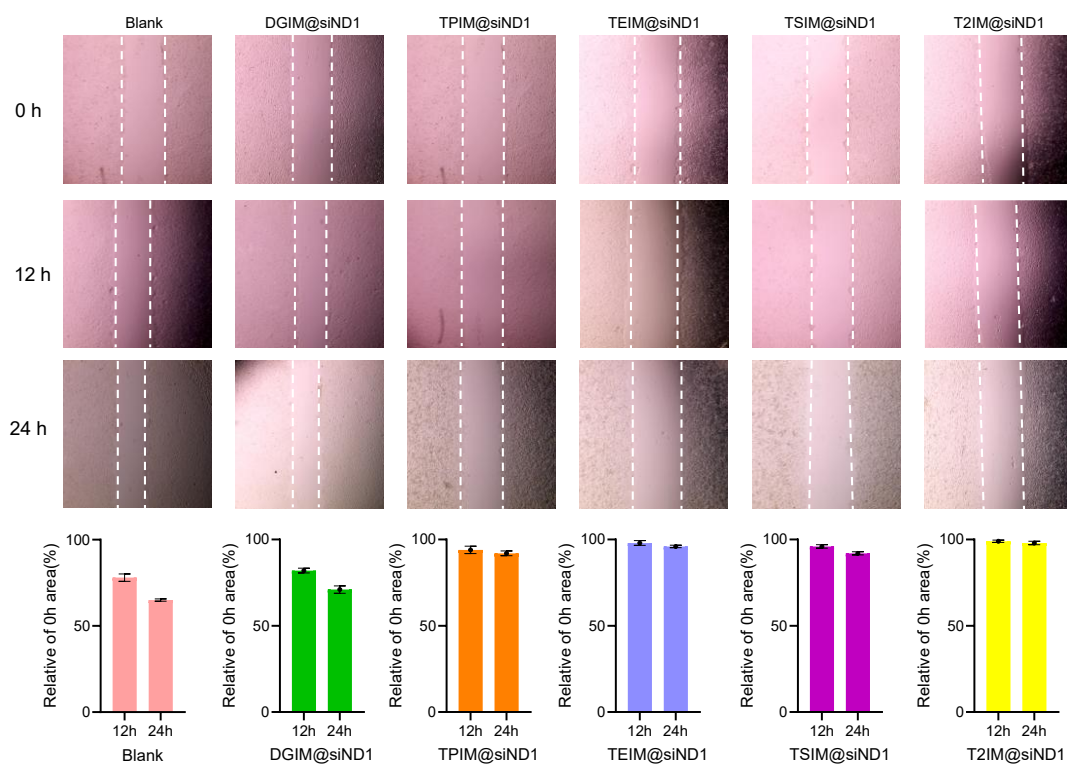 Blank DGIM@siND1 TPIM@siND1 TEIM@siND1 TSIM@siND1 T2IM@siND1
0 h
12 h
24 h
Relative of 0h area(%)
100
50
0
12h 24h
Blank
Relative of 0h area(%)
100
50
0
12h 24h
DGIM@siND1
Relative of 0h area(%)
100
50
0
12h 24h
TPIM@siND1
Relative of 0h area(%)
100
50
0
12h 24h
TEIM@siND1
Relative of 0h area(%)
100
50
0
12h 24h
TSIM@siND1
Relative of 0h area(%)
100
50
0
12h 24h
T2IM@siND1